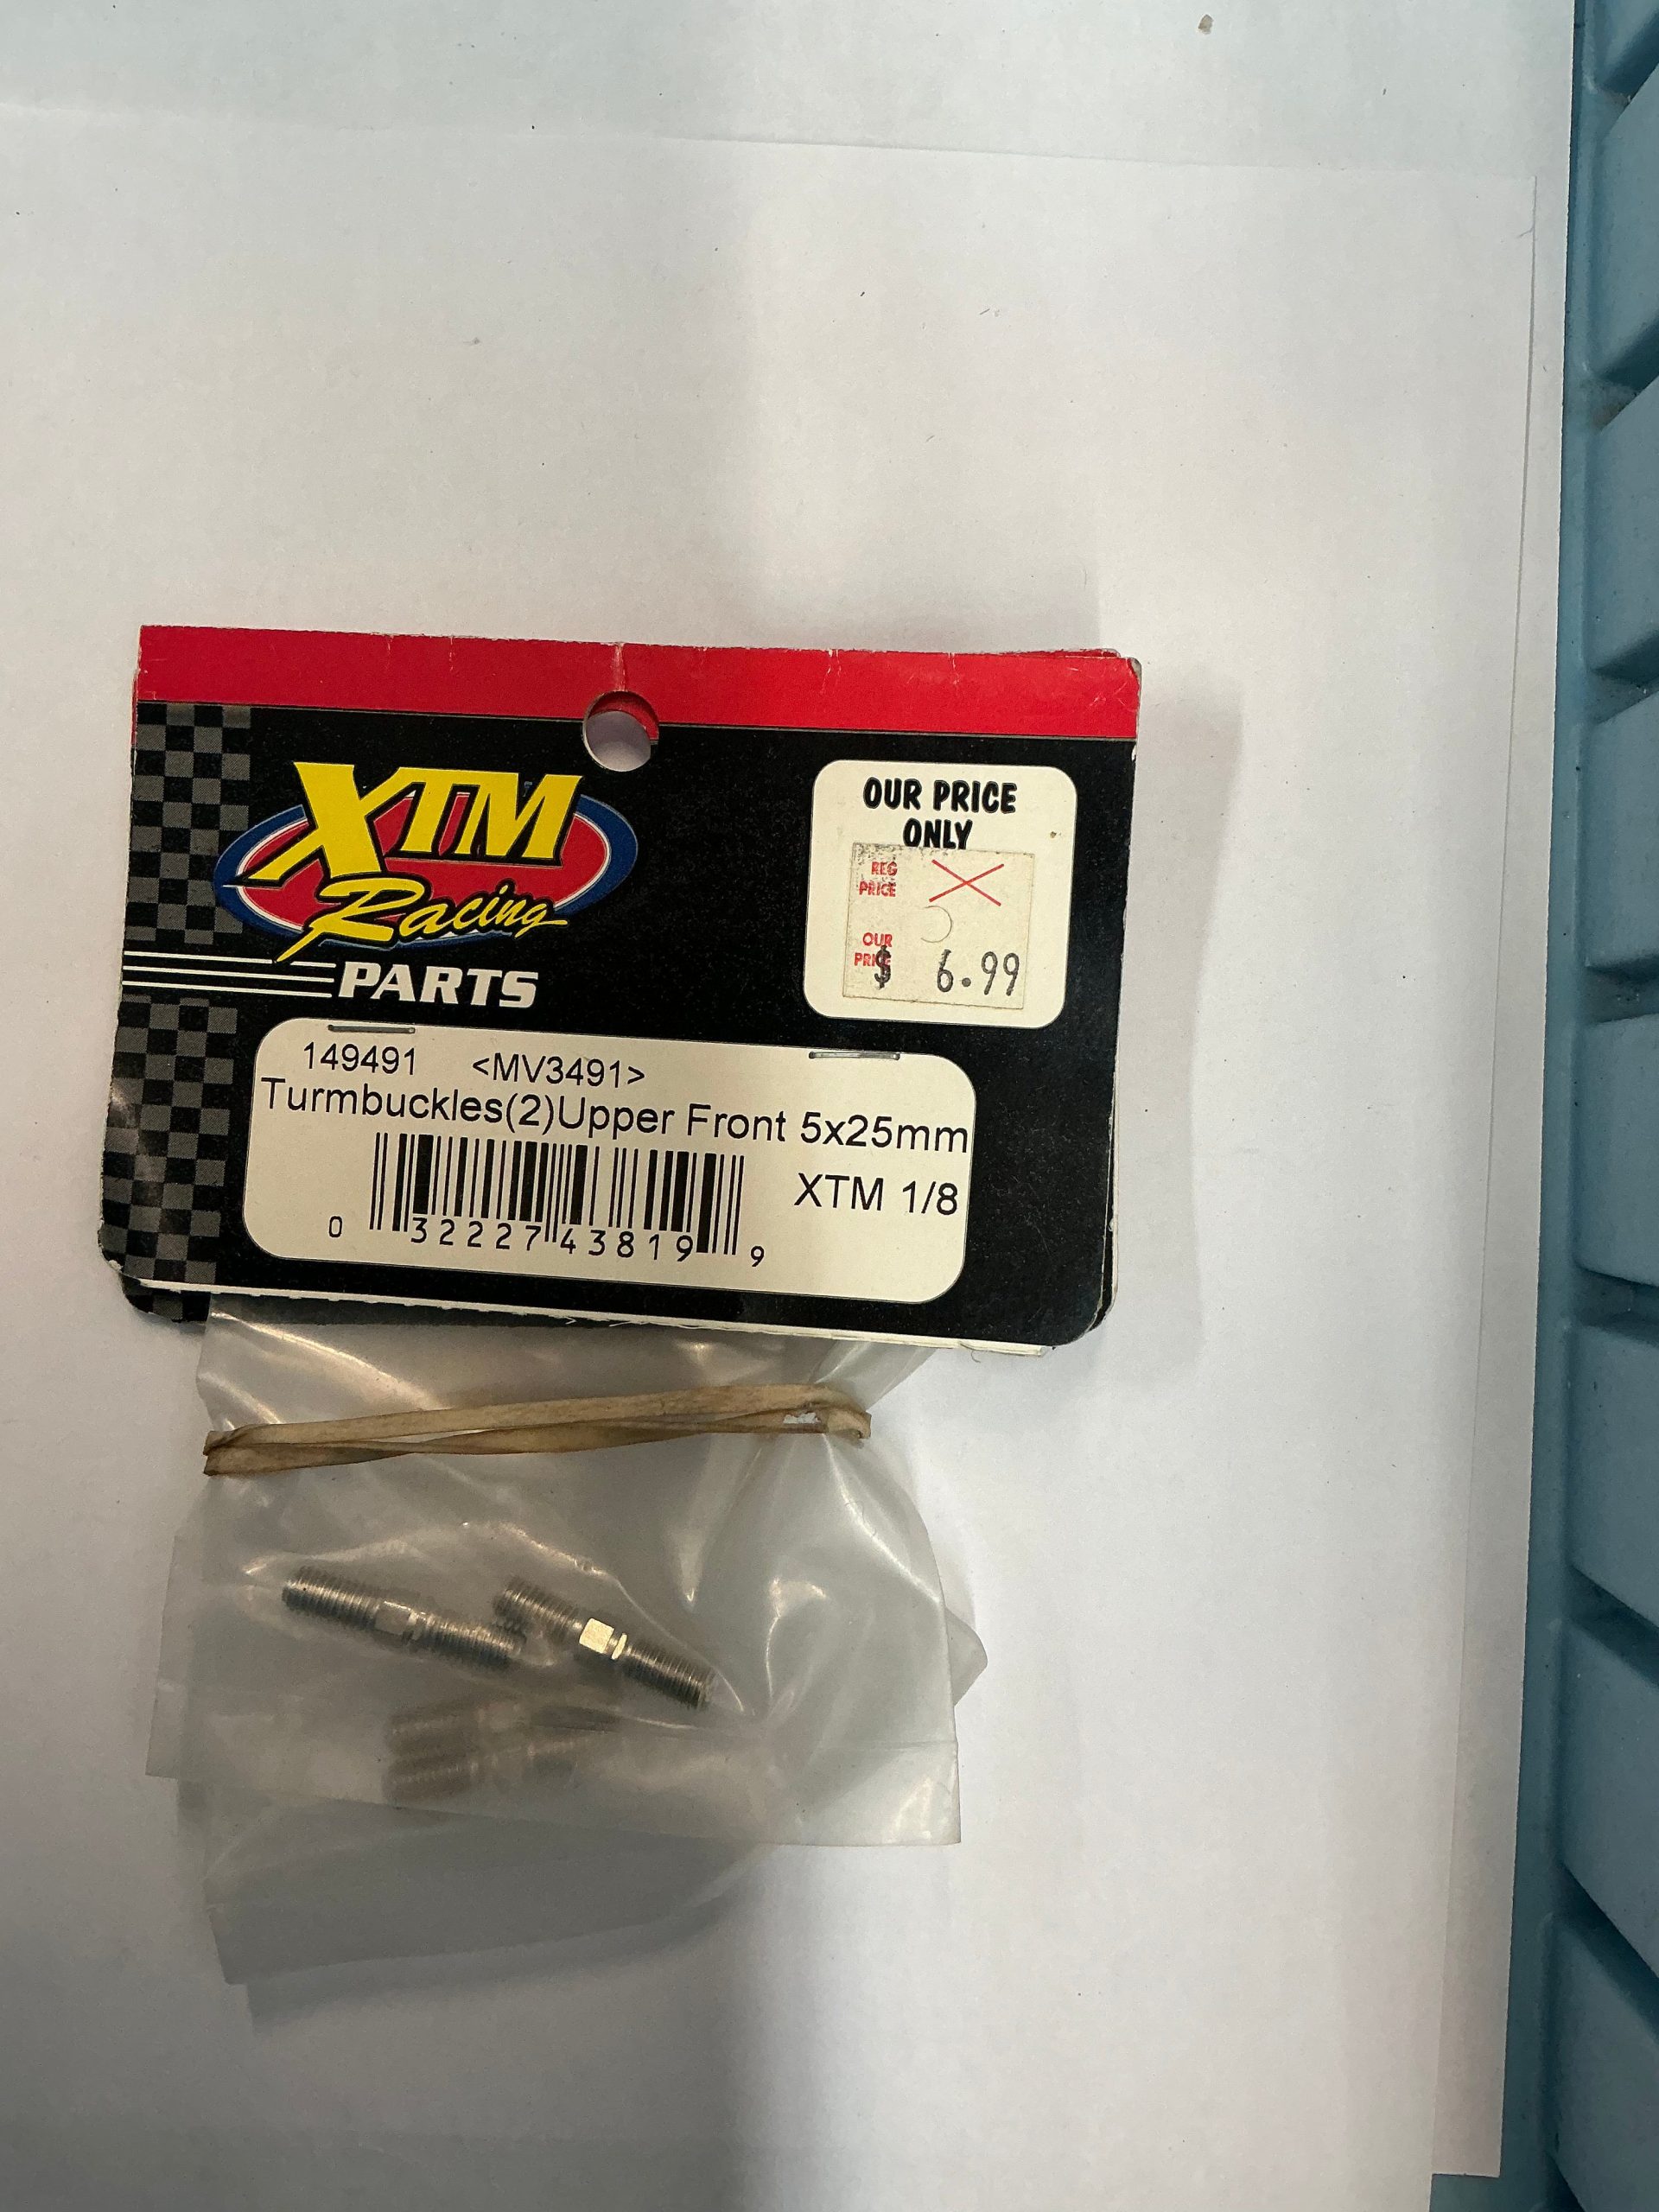 XTM
Racing
PARTS
OUR PRICE
ONLY
REG
PRICE
OUR
PRICE
$ 6.99
149491 <MV3491>
Turmbuckles(2)Upper Front 5x25mm
XTM 1/8
0 32227 43819 9